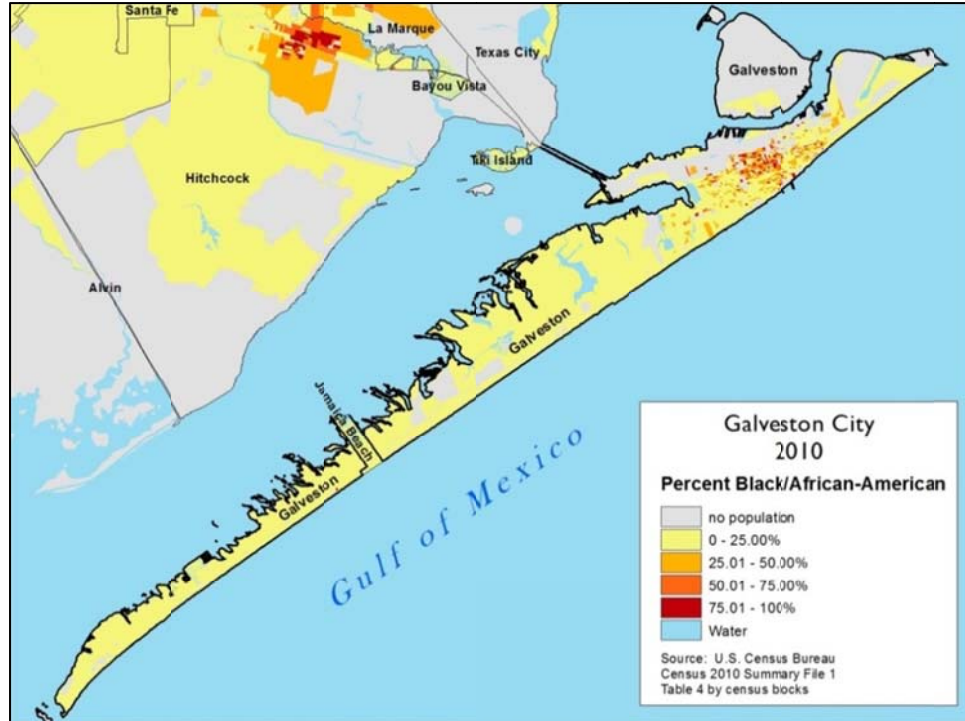 Santa Fe
La Marque
Texas City
Galveston
Bayou Vista
Tiki Island
Hitchcock
Alvin
Galveston
Jamaica Beach
Galveston
Gulf of Mexico
Galveston City
2010
Percent Black/African-American
no population
0 - 25.00%
25.01 - 50.00%
50.01 - 75.00%
75.01 - 100%
Water
Source: U.S. Census Bureau
Census 2010 Summary File 1
Table 4 by census blocks